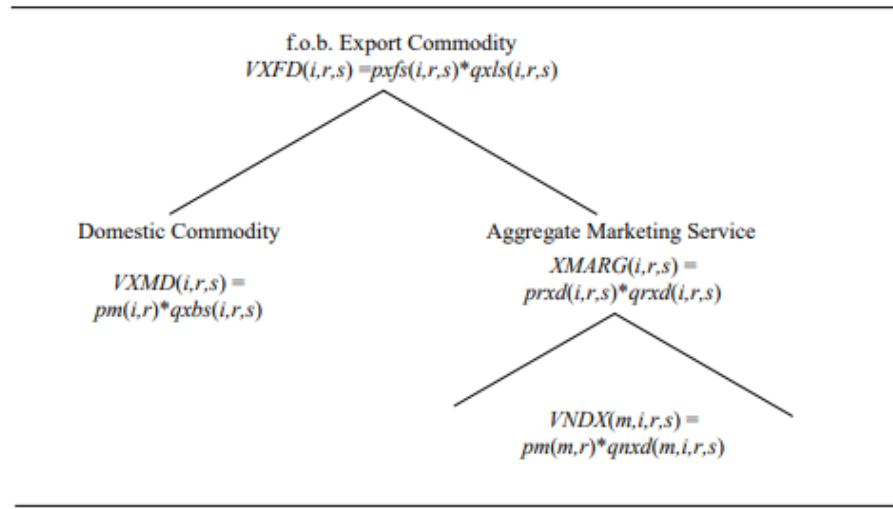 f.o.b. Export Commodity
VXFD(i,r,s) =pxfs(i,r,s)*qxls(i,r,s)
Domestic Commodity
VXMD(i,r,s) =
pm(i,r)*qxbs(i,r,s)
Aggregate Marketing Service
XMARG(i,r,s) =
prxd(i,r,s)*qrxd(i,r,s)
VNDX(m,i,r,s) =
pm(m,r)*qnxd(m,i,r,s)